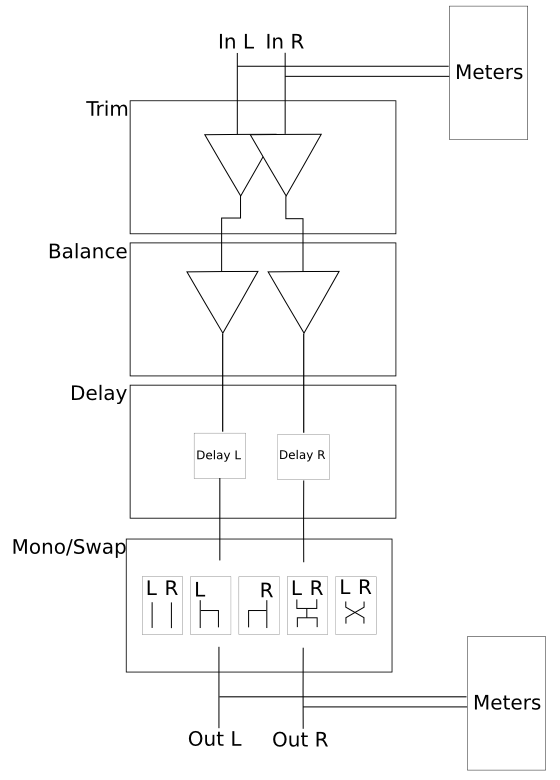 In L In R
Meters
Trim
Balance
Delay
Delay L Delay R
Mono/Swap
L R L R L R L R
Meters
Out L Out R